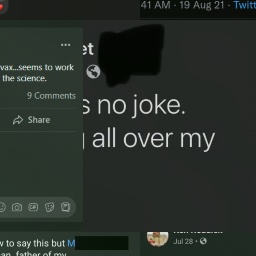 41 AM · 19 Aug 21 · Twitt
et
vax...seems to work
the science.
9 Comments
s no joke.
Share
g all over my
Jul 28 ·
w to say this but M
an, father of my